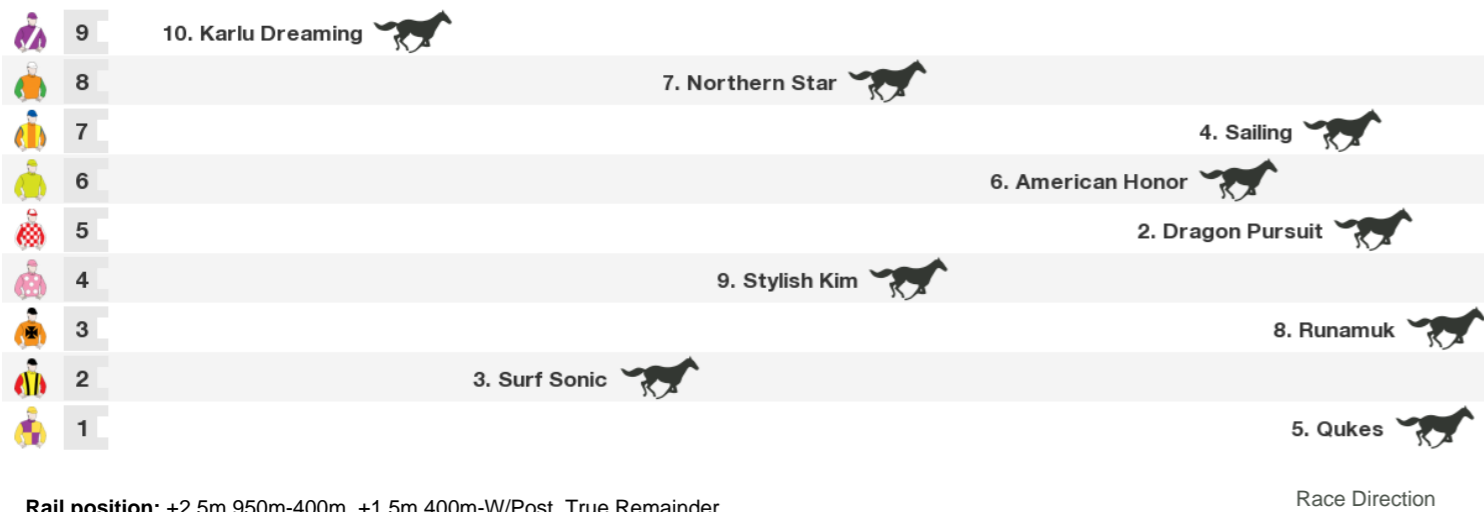 9 10. Karlu Dreaming
8 7. Northern Star
7 4. Sailing
6 6. American Honor
5 2. Dragon Pursuit
4 9. Stylish Kim
3 8. Runamuk
2 3. Surf Sonic
1 5. Qukes
Race Direction
Rail position: +2.5m 950m-400m, +1.5m 400m-W/Post, True Remainder